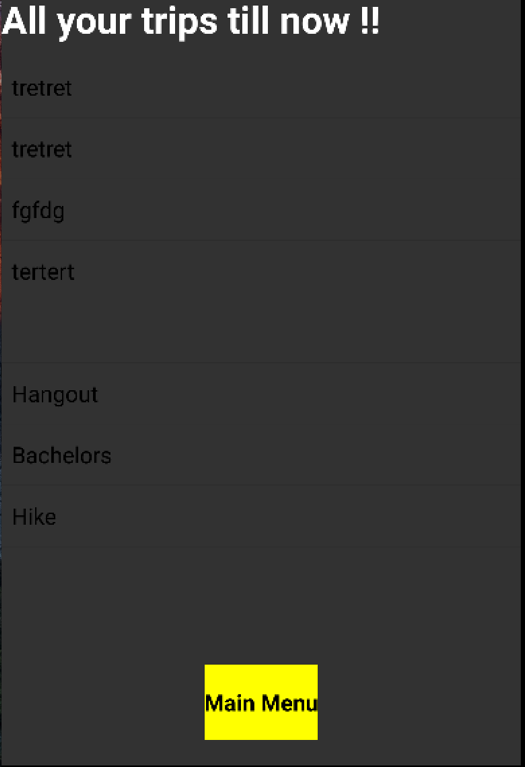 All your trips till now !!
tretret
tretret
fgfdg
tertert
Hangout
Bachelors
Hike
Main Menu